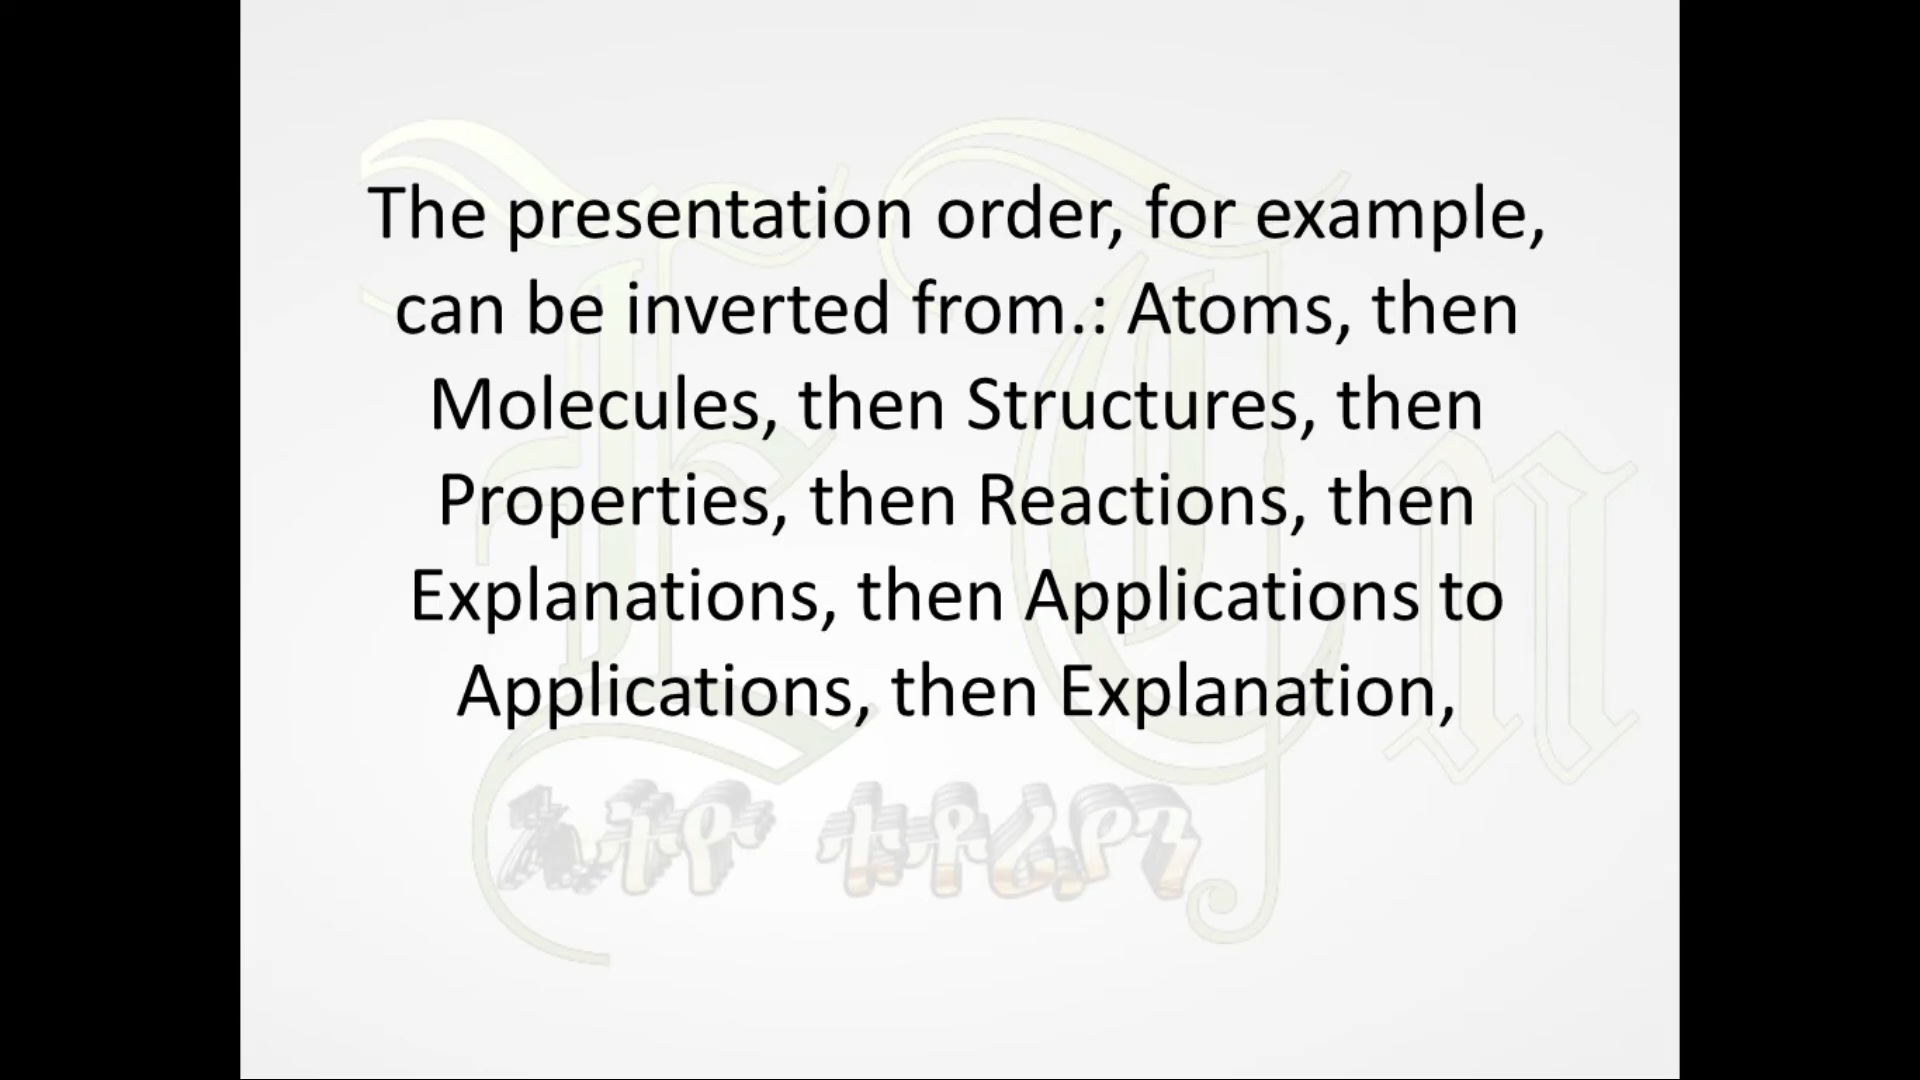 The presentation order, for example,
can be inverted from.: Atoms, then
Molecules, then Structures, then
Properties, then Reactions, then
Explanations, then Applications to
Applications, then Explanation,